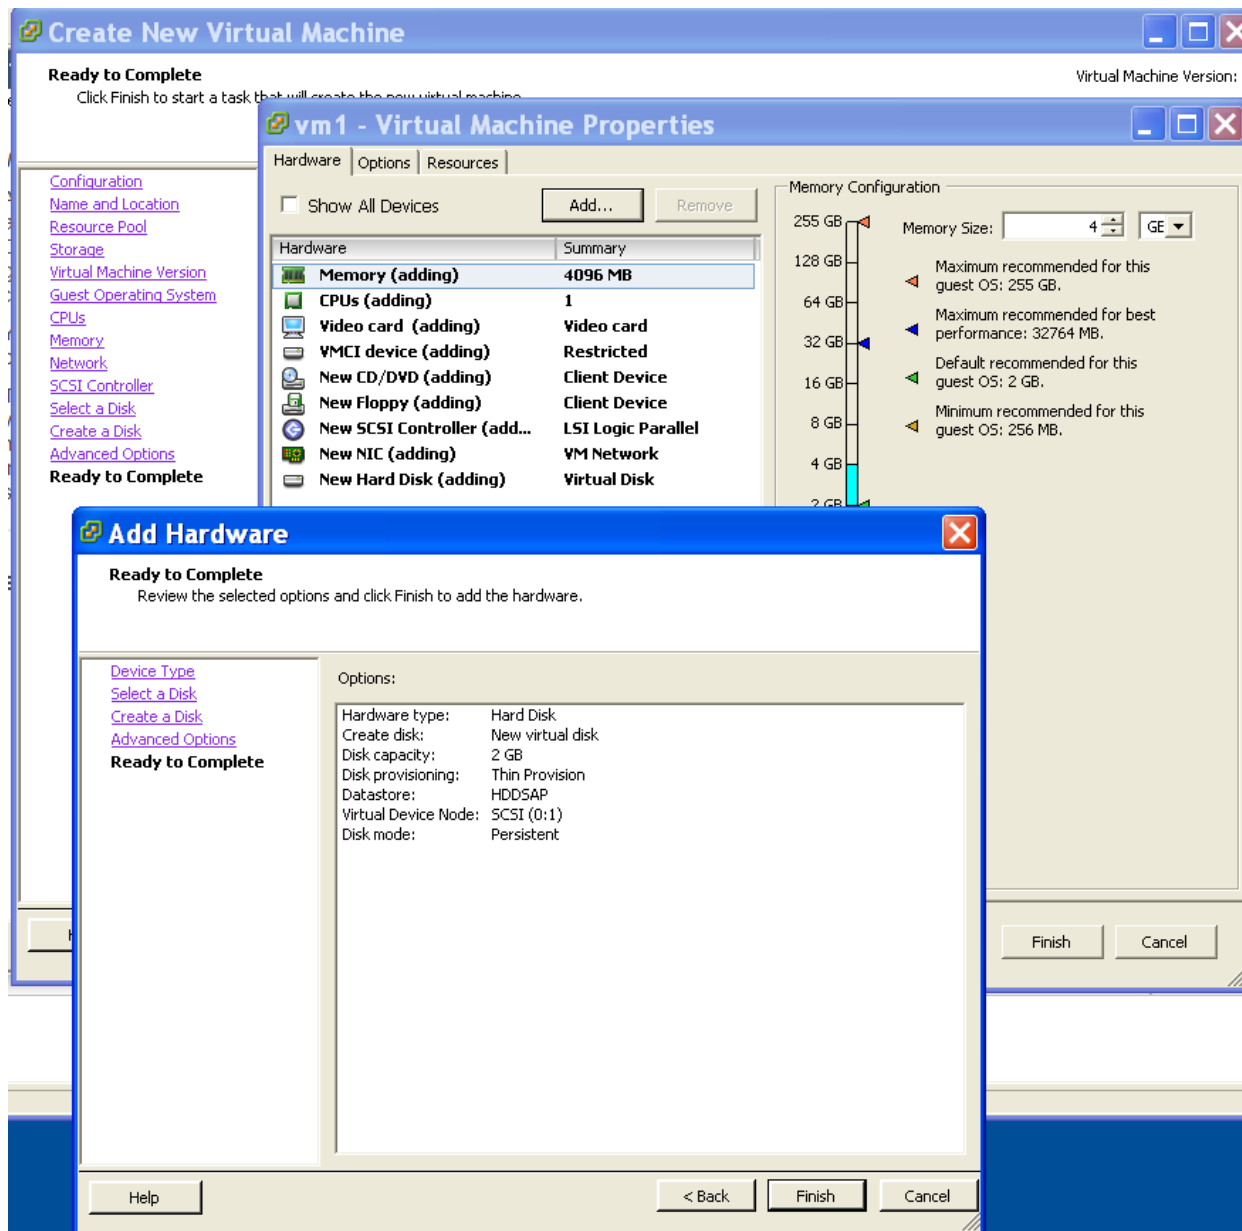 Create New Virtual Machine
Ready to Complete
Virtual Machine Version:
Click Finish to start a task that will create the new virtual machine
vm1 - Virtual Machine Properties
Hardware Options Resources
Configuration
Name and Location
Resource Pool
Storage
Virtual Machine Version
Guest Operating System
CPUs
Memory
Network
SCSI Controller
Select a Disk
Create a Disk
Advanced Options
Ready to Complete
Show All Devices Add... Remove
Hardware Summary
Memory (adding) 4096 MB
CPUs (adding) 1
Video card (adding) Video card
VMCI device (adding) Restricted
New CD/DVD (adding) Client Device
New Floppy (adding) Client Device
New SCSI Controller (add... LSI Logic Parallel
New NIC (adding) VM Network
New Hard Disk (adding) Virtual Disk
Memory Configuration
255 GB
128 GB
64 GB
32 GB
16 GB
8 GB
4 GB
2 GB
Memory Size: 4 GE
Maximum recommended for this
guest OS: 255 GB.
Maximum recommended for best
performance: 32764 MB.
Default recommended for this
guest OS: 2 GB.
Minimum recommended for this
guest OS: 256 MB.
Finish Cancel
Add Hardware
Ready to Complete
Review the selected options and click Finish to add the hardware.
Device Type
Select a Disk
Create a Disk
Advanced Options
Ready to Complete
Options:
Hardware type: Hard Disk
Create disk: New virtual disk
Disk capacity: 2 GB
Disk provisioning: Thin Provision
Datastore: HDDSAP
Virtual Device Node: SCSI (0:1)
Disk mode: Persistent
Help < Back Finish Cancel